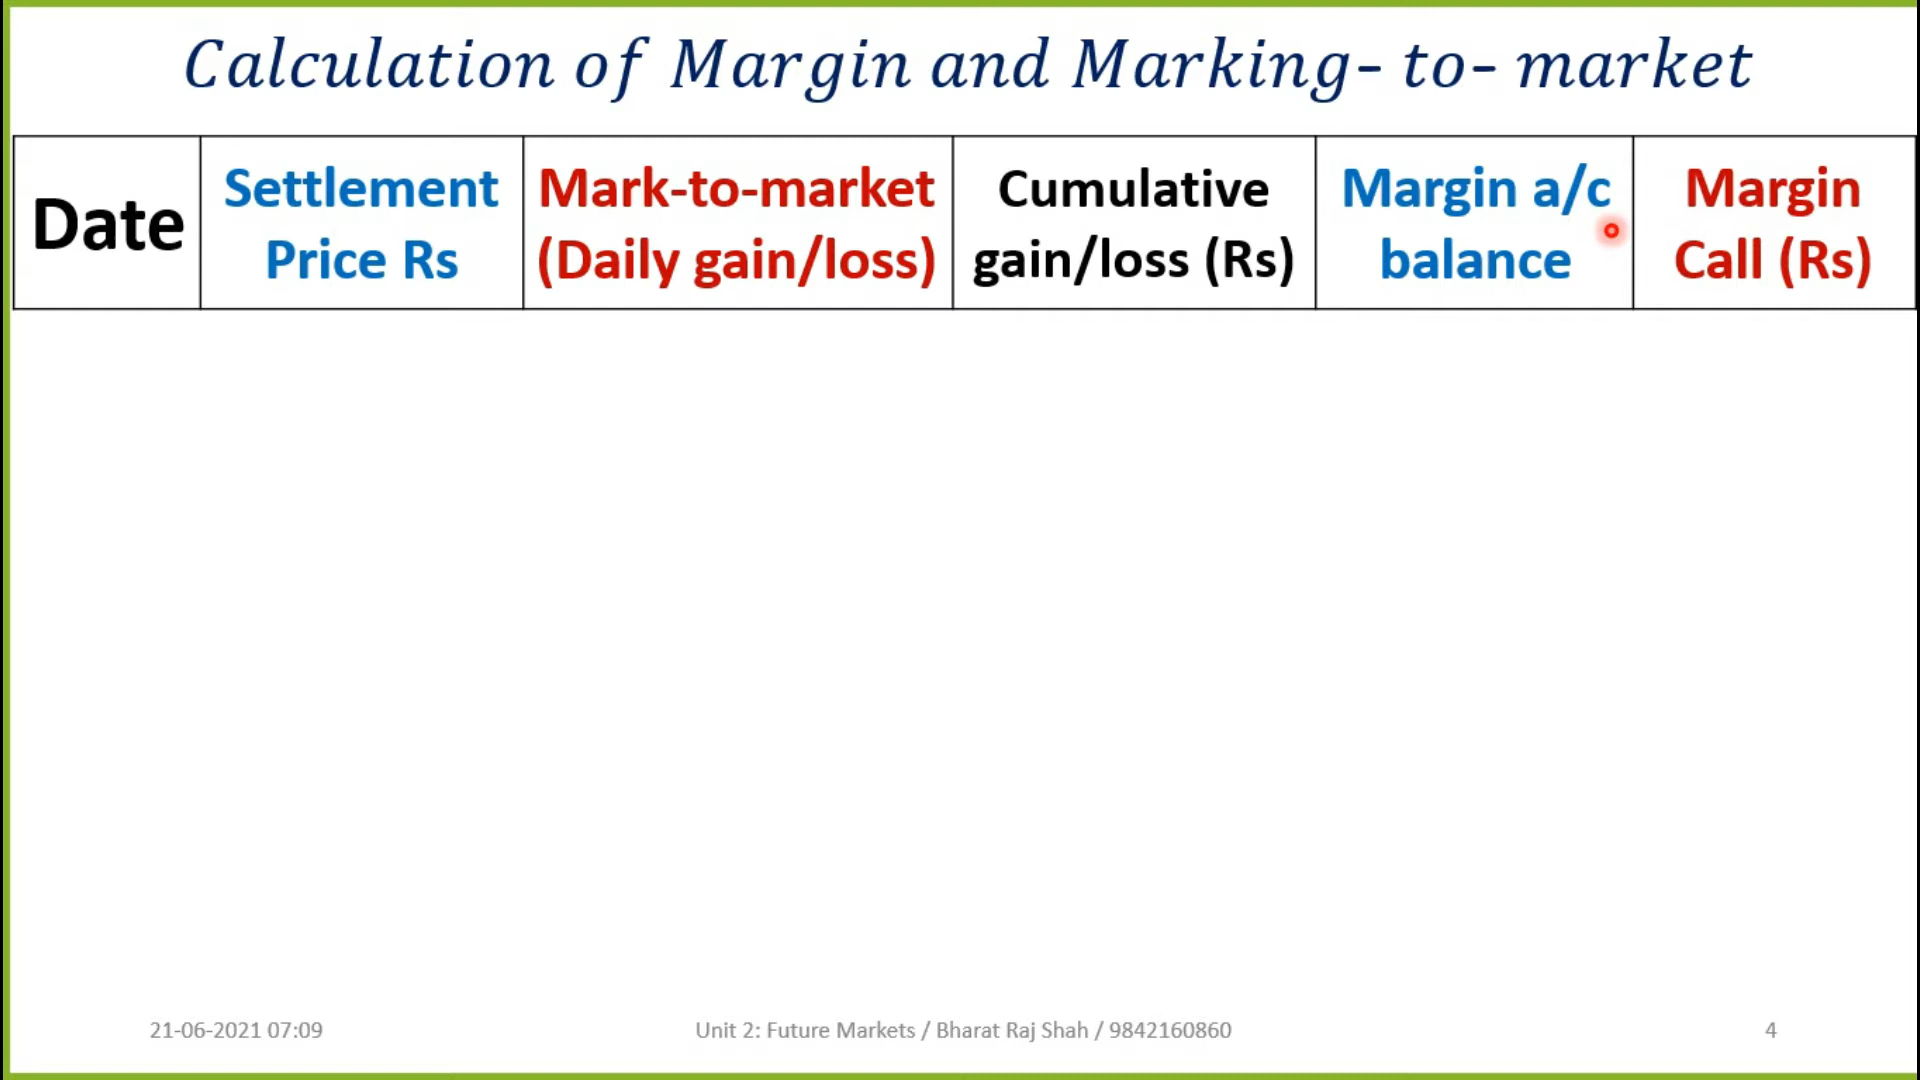 Calculation of Margin and Marking- to- market
Date
Settlement
Price Rs
Mark-to-market
(Daily gain/loss)
Cumulative
gain/loss (Rs)
Margin a/c
balance
Margin
Call (Rs)
21-06-2021 07:09
Unit 2: Future Markets / Bharat Raj Shah / 9842160860
4